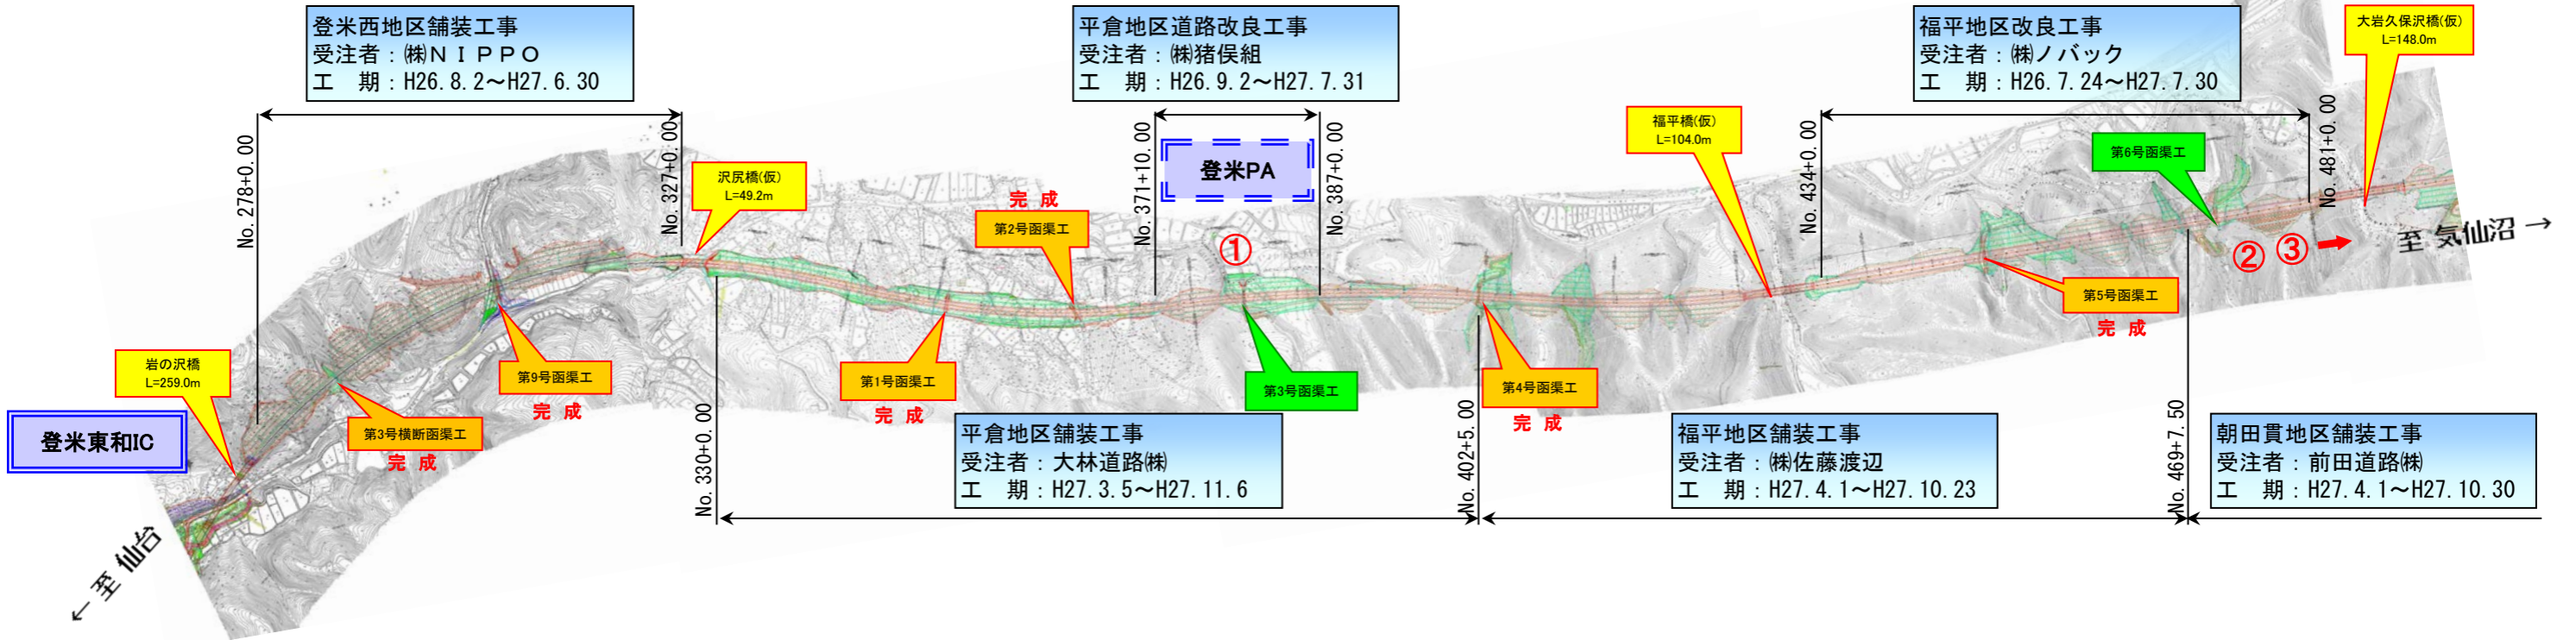 登米西地区舗装工事
受注者：㈱ＮＩＰＰＯ
工　期：H26.8.2～H27.6.30
平倉地区道路改良工事
受注者：㈱猪俣組
工　期：H26.9.2～H27.7.31
福平地区改良工事
受注者：㈱ノバック
工　期：H26.7.24～H27.7.30
大岩久保沢橋(仮)
L=148.0m
No. 278+0.00
No. 327+0.00
沢尻橋(仮)
L=49.2m
完 成
第2号函渠工
No. 371+10.00
登米PA
No. 387+0.00
①
福平橋(仮)
L=104.0m
No. 434+0.00
第6号函渠工
No. 481+0.00
② ③
至 気仙沼 →
第5号函渠工
完 成
岩の沢橋
L=259.0m
第9号函渠工
完 成
第1号函渠工
完 成
第3号函渠工
第4号函渠工
完 成
登米東和IC
第3号横断函渠工
完 成
← 至 仙台
No. 330+0.00
平倉地区舗装工事
受注者：大林道路㈱
工　期：H27.3.5～H27.11.6
No. 402+5.00
福平地区舗装工事
受注者：㈱佐藤渡辺
工　期：H27.4.1～H27.10.23
No. 469+7.50
朝田貫地区舗装工事
受注者：前田道路㈱
工　期：H27.4.1～H27.10.30